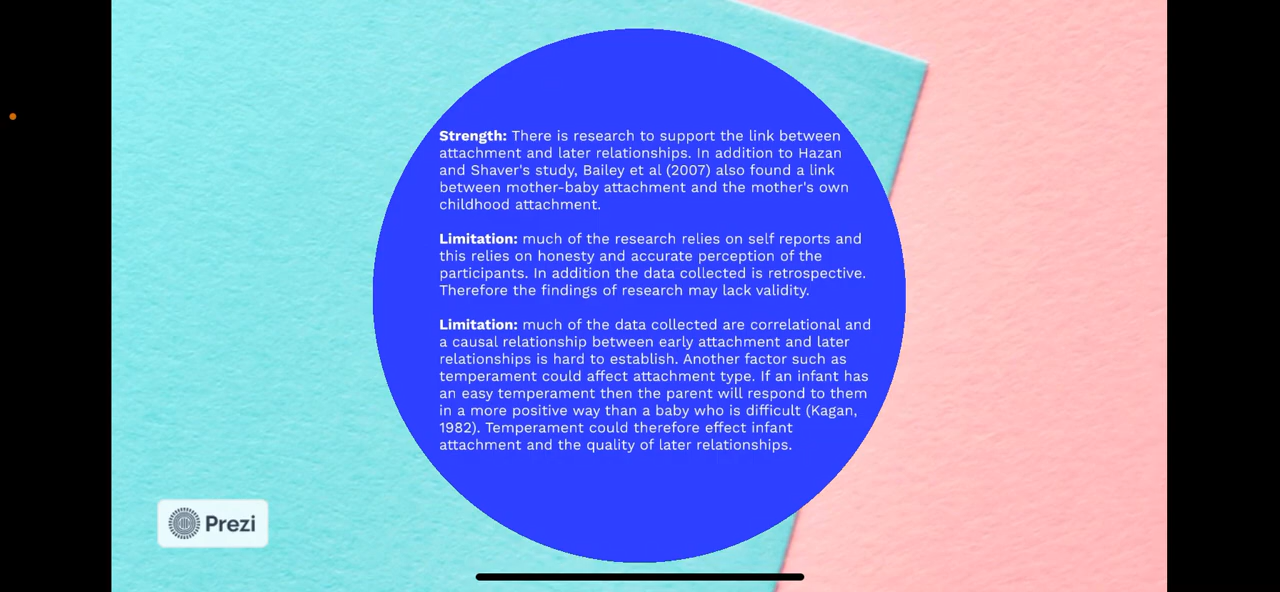 Strength: There is research to support the link between
attachment and later relationships. In addition to Hazan
and Shaver's study, Bailey et al (2007) also found a link
between mother-baby attachment and the mother's own
childhood attachment.
Limitation: much of the research relies on self reports and
this relies on honesty and accurate perception of the
participants. In addition the data collected is retrospective.
Therefore the findings of research may lack validity.
Limitation: much of the data collected are correlational and
a causal relationship between early attachment and later
relationships is hard to establish. Another factor such as
temperament could affect attachment type. If an infant has
an easy temperament then the parent will respond to them
in a more positive way than a baby who is difficult (Kagan,
1982). Temperament could therefore effect infant
attachment and the quality of later relationships.
Prezi